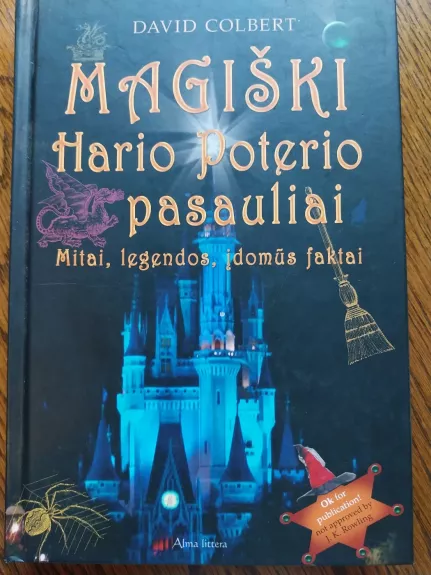 DAVID COLBERT
MAGIŠKI
Hario Poterio
pasauliai
Mitai, legendos, įdomūs faktai
Ok for
publication!
not approved by
J. K. Rowling
Alma littera